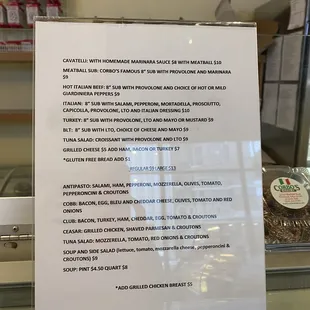 CAVATELLI: WITH HOMEMADE MARINARA SAUCE $8 WITH MEATBALL $10
MEATBALL SUB: CORBO'S FAMOUS 8" SUB WITH PROVOLONE AND MARINARA
$9
HOT ITALIAN BEEF: 8" SUB WITH PROVOLONE AND CHOICE OF HOT OR MILD
GIARDINIERA PEPPERS $9
ITALIAN: 8" SUB WITH SALAMI, PEPPERONI, MORTADELLA, PROSCIUTTO,
CAPICOLLA, PROVOLONE, LTO AND ITALIAN DRESSING $10
TURKEY: 8" SUB WITH PROVOLONE, LTO AND MAYO OR MUSTARD $9
BLT: 8" SUB WITH LTO, CHOICE OF CHEESE AND MAYO $9
TUNA SALAD: CROISSANT WITH PROVOLONE AND LTO $9
GRILLED CHEESE $5 ADD HAM, BACON OR TURKEY $7
*GLUTEN FREE BREAD ADD $1
REGULAR $9 LARGE $13
ANTIPASTO: SALAMI, HAM, PEPPERONI, MOZZERELLA, OLIVES, TOMATO,
PEPPERONCINI & CROUTONS
COBB: BACON, EGG, BLEU AND CHEDDAR CHEESE, OLIVES, TOMATO AND RED
ONIONS
CLUB: BACON, TURKEY, HAM, CHEDDAR, EGG, TOMATO & CROUTONS
CEASAR: GRILLED CHICKEN, SHAVED PARMESAN & CROUTONS
TUNA SALAD: MOZZERELLA, TOMATO, RED ONIONS & CROUTONS
SOUP AND SIDE SALAD (lettuce, tomato, mozzarella cheese, pepperoncini &
CROUTONS) $9
SOUP: PINT $4.50 QUART $8
*ADD GRILLED CHICKEN BREAST $5
CORBO'S